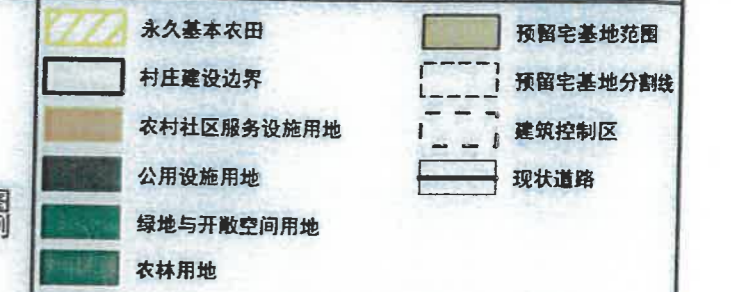 永久基本农田
村庄建设边界
农村社区服务设施用地
公用设施用地
绿地与开敞空间用地
农林用地
预留宅基地范围
预留宅基地分割线
建筑控制区
现状道路